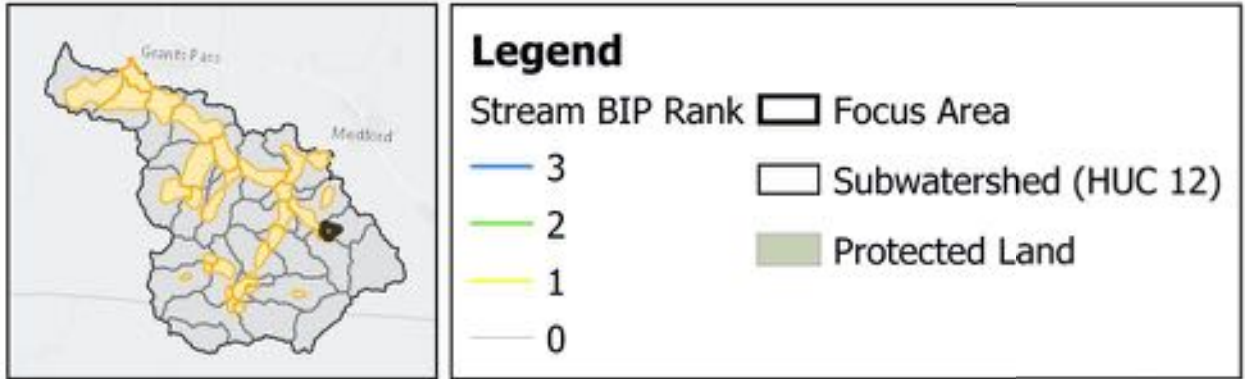 Grants Pass
Medford
Legend
Stream BIP Rank
3
2
1
0
Focus Area
Subwatershed (HUC 12)
Protected Land